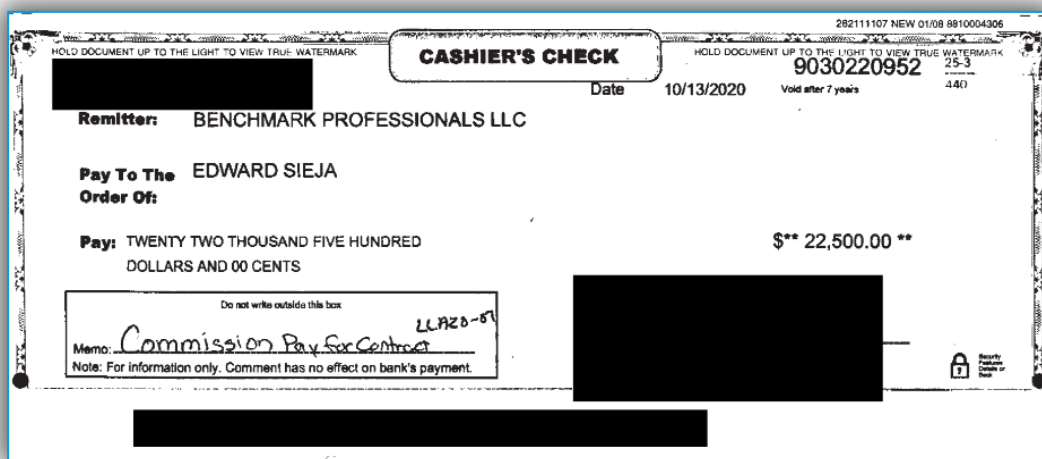 282111107 NEW 01/08 8810004306
HOLD DOCUMENT UP TO THE LIGHT TO VIEW TRUE WATERMARK
CASHIER'S CHECK
HOLD DOCUMENT UP TO THE LIGHT TO VIEW TRUE WATERMARK
9030220952 25-3
440
Date 10/13/2020 Void after 7 years
Remitter: BENCHMARK PROFESSIONALS LLC
Pay To The EDWARD SIEJA
Order Of:
Pay: TWENTY TWO THOUSAND FIVE HUNDRED $** 22,500.00 **
DOLLARS AND 00 CENTS
Do not write outside this box
Memo: Commission Pay for Contract
Note: For information only. Comment has no effect on bank's payment.
Security
Features
Details on
Back